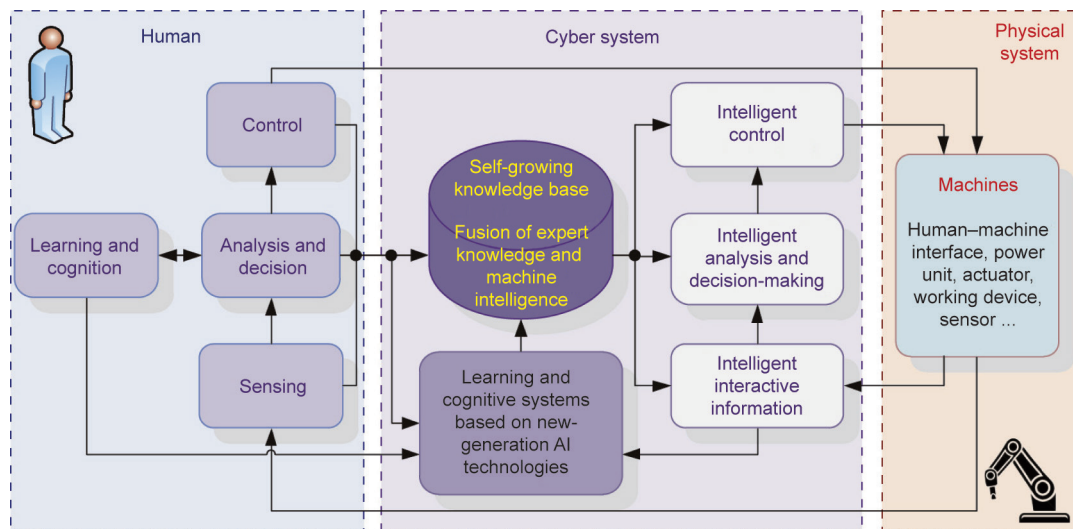 Human
Cyber system
Physical
system
Control
Learning and
cognition
Analysis and
decision
Sensing
Self-growing
knowledge base
Fusion of expert
knowledge and
machine
intelligence
Learning and
cognitive systems
based on new-
generation AI
technologies
Intelligent
control
Intelligent
analysis and
decision-making
Intelligent
interactive
information
Machines
Human–machine
interface, power
unit, actuator,
working device,
sensor ...